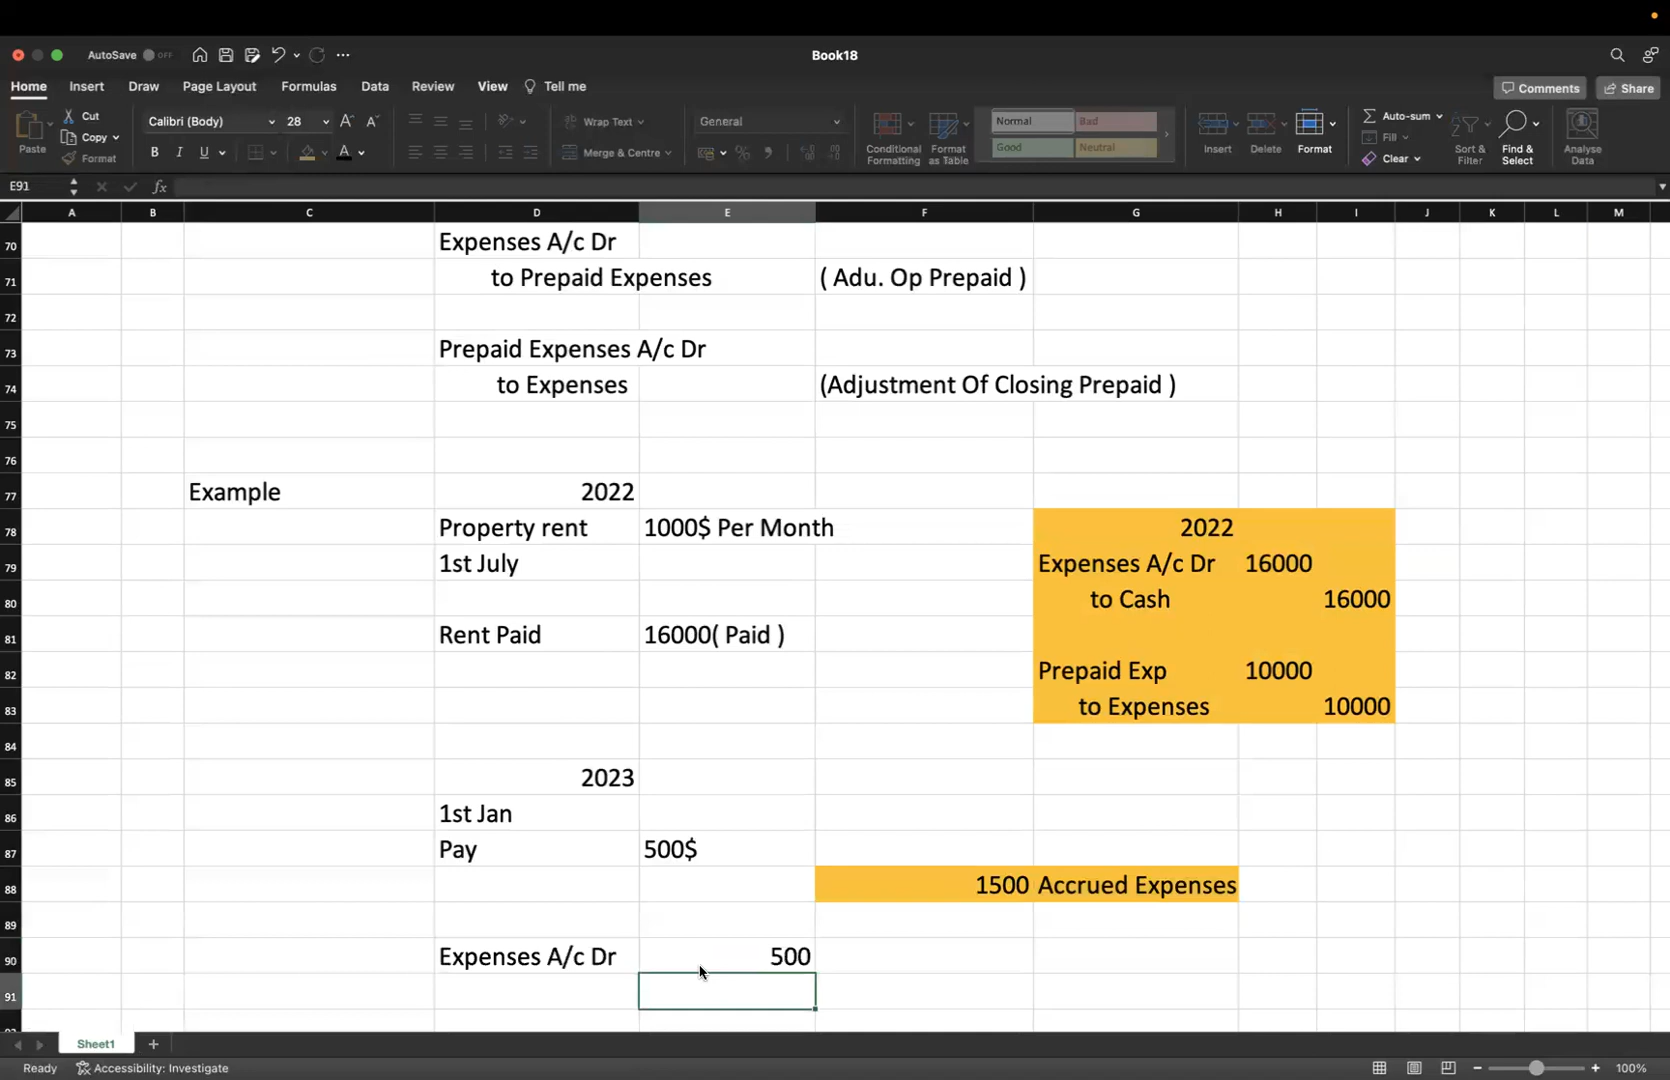 AutoSave OFF
Book18
Home Insert Draw Page Layout Formulas Data Review View Tell me
Comments Share
Paste
Cut
Copy
Format
Calibri (Body) 28
B I U
Wrap Text
Merge & Centre
General
Conditional Formatting
Format as Table
Normal Bad
Good Neutral
Insert Delete Format
Auto-sum
Fill
Clear
Sort & Filter
Find & Select
Analyse Data
E91 fx
A B C D E F G H I J K L M
70 Expenses A/c Dr
71 to Prepaid Expenses ( Adu. Op Prepaid )
72
73 Prepaid Expenses A/c Dr
74 to Expenses (Adjustment Of Closing Prepaid )
75
76
77 Example 2022
78 Property rent 1000$ Per Month 2022
79 1st July Expenses A/c Dr 16000
80 to Cash 16000
81 Rent Paid 16000( Paid )
82 Prepaid Exp 10000
83 to Expenses 10000
84
85 2023
86 1st Jan
87 Pay 500$
88 1500 Accrued Expenses
89
90 Expenses A/c Dr 500
91
Sheet1
Ready Accessibility: Investigate 100%